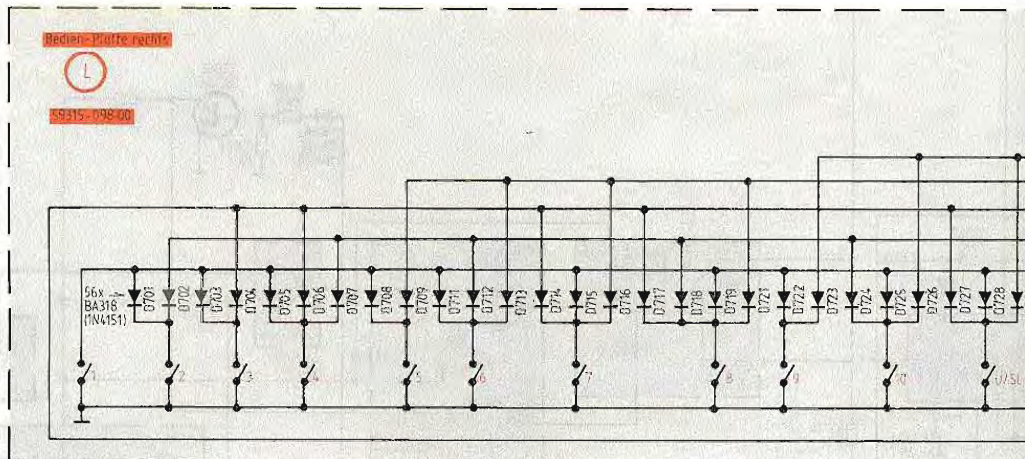 Bedien-Platte rechts
L
59315-098-00
56x
BA318
(1N4151)
D701
D702
D703
D704
D705
D706
D707
D708
D709
D711
D712
D713
D714
D715
D716
D717
D718
D719
D721
D722
D723
D724
D725
D726
D727
D728
1
2
3
4
5
6
7
8
9
U/SL